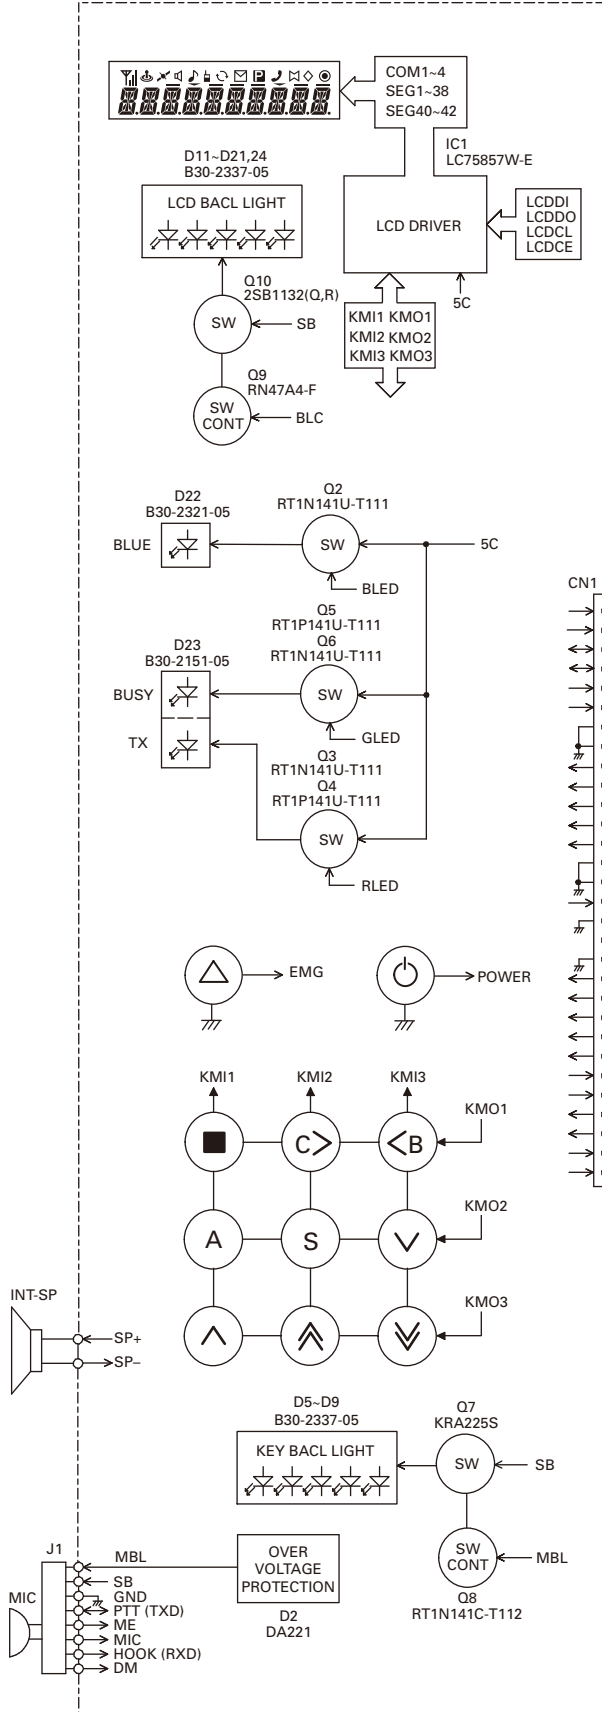 COM1~4
SEG1~38
SEG40~42
IC1
LC75857W-E
D11~D21,24
B30-2337-05
LCD BACL LIGHT
LCD DRIVER
LCDDI
LCDDO
LCDCL
LCDCE
Q10
2SB1132(Q,R)
SW
SB
5C
KMI1 KMO1
KMI2 KMO2
KMI3 KMO3
Q9
RN47A4-F
SW
CONT
BLC
D22
B30-2321-05
BLUE
Q2
RT1N141U-T111
SW
5C
BLED
CN1
Q5
RT1P141U-T111
Q6
RT1N141U-T111
D23
B30-2151-05
BUSY
SW
GLED
TX
Q3
RT1N141U-T111
Q4
RT1P141U-T111
SW
RLED
EMG
POWER
KMI1
KMI2
KMI3
KMO1
C>
<B
KMO2
A
S
KMO3
INT-SP
SP+
SP–
D5~D9
B30-2337-05
KEY BACL LIGHT
Q7
KRA225S
SW
SB
J1
MBL
SB
GND
PTT (TXD)
ME
MIC
HOOK (RXD)
DM
MIC
OVER
VOLTAGE
PROTECTION
D2
DA221
SW
CONT
MBL
Q8
RT1N141C-T112